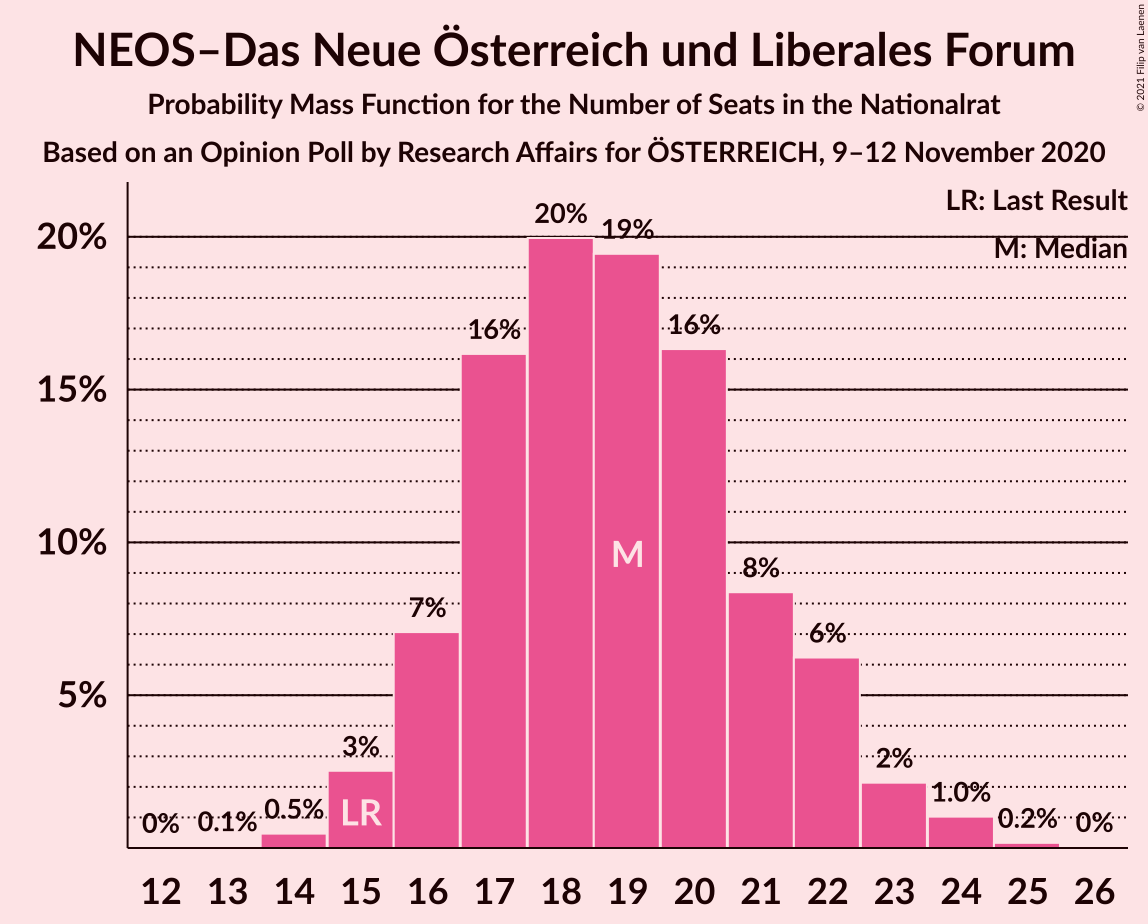 NEOS–Das Neue Österreich und Liberales Forum
Probability Mass Function for the Number of Seats in the Nationalrat
Based on an Opinion Poll by Research Affairs for ÖSTERREICH, 9–12 November 2020
© 2021 Filip van Laenen
LR: Last Result
M: Median
20%
15%
10%
5%
0%
0.1%
0.5%
3%
7%
16%
20%
19%
16%
8%
6%
2%
1.0%
0.2%
0%
LR
M
12 13 14 15 16 17 18 19 20 21 22 23 24 25 26